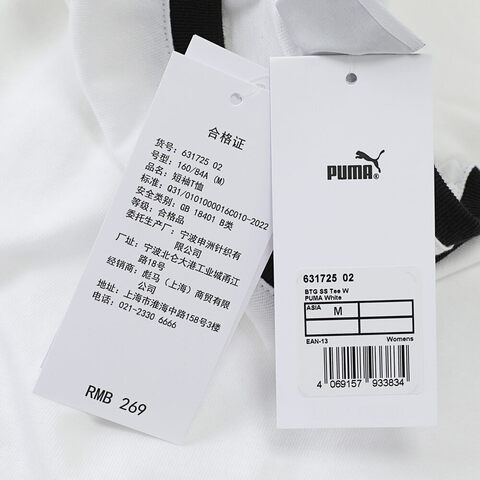 合格证
货号: 631725 02
号型: 160/84A (M)
品名: 短袖T恤
标准: Q31/0101000016C010-2022
安全类别: GB 18401 B类
等级: 合格品
委托生产厂: 宁波申洲针织有
限公司
厂址: 宁波北仑大港工业城甬江
路18号
经销商: 彪马(上海)商贸有限公司
地址: 上海市淮海中路158号3楼
电话: 021-2330 6666
RMB 269
PUMA
631725 02
BTG SS Tee W
PUMA White
ASIA
M
EAN-13 Womens
4 069157 933834